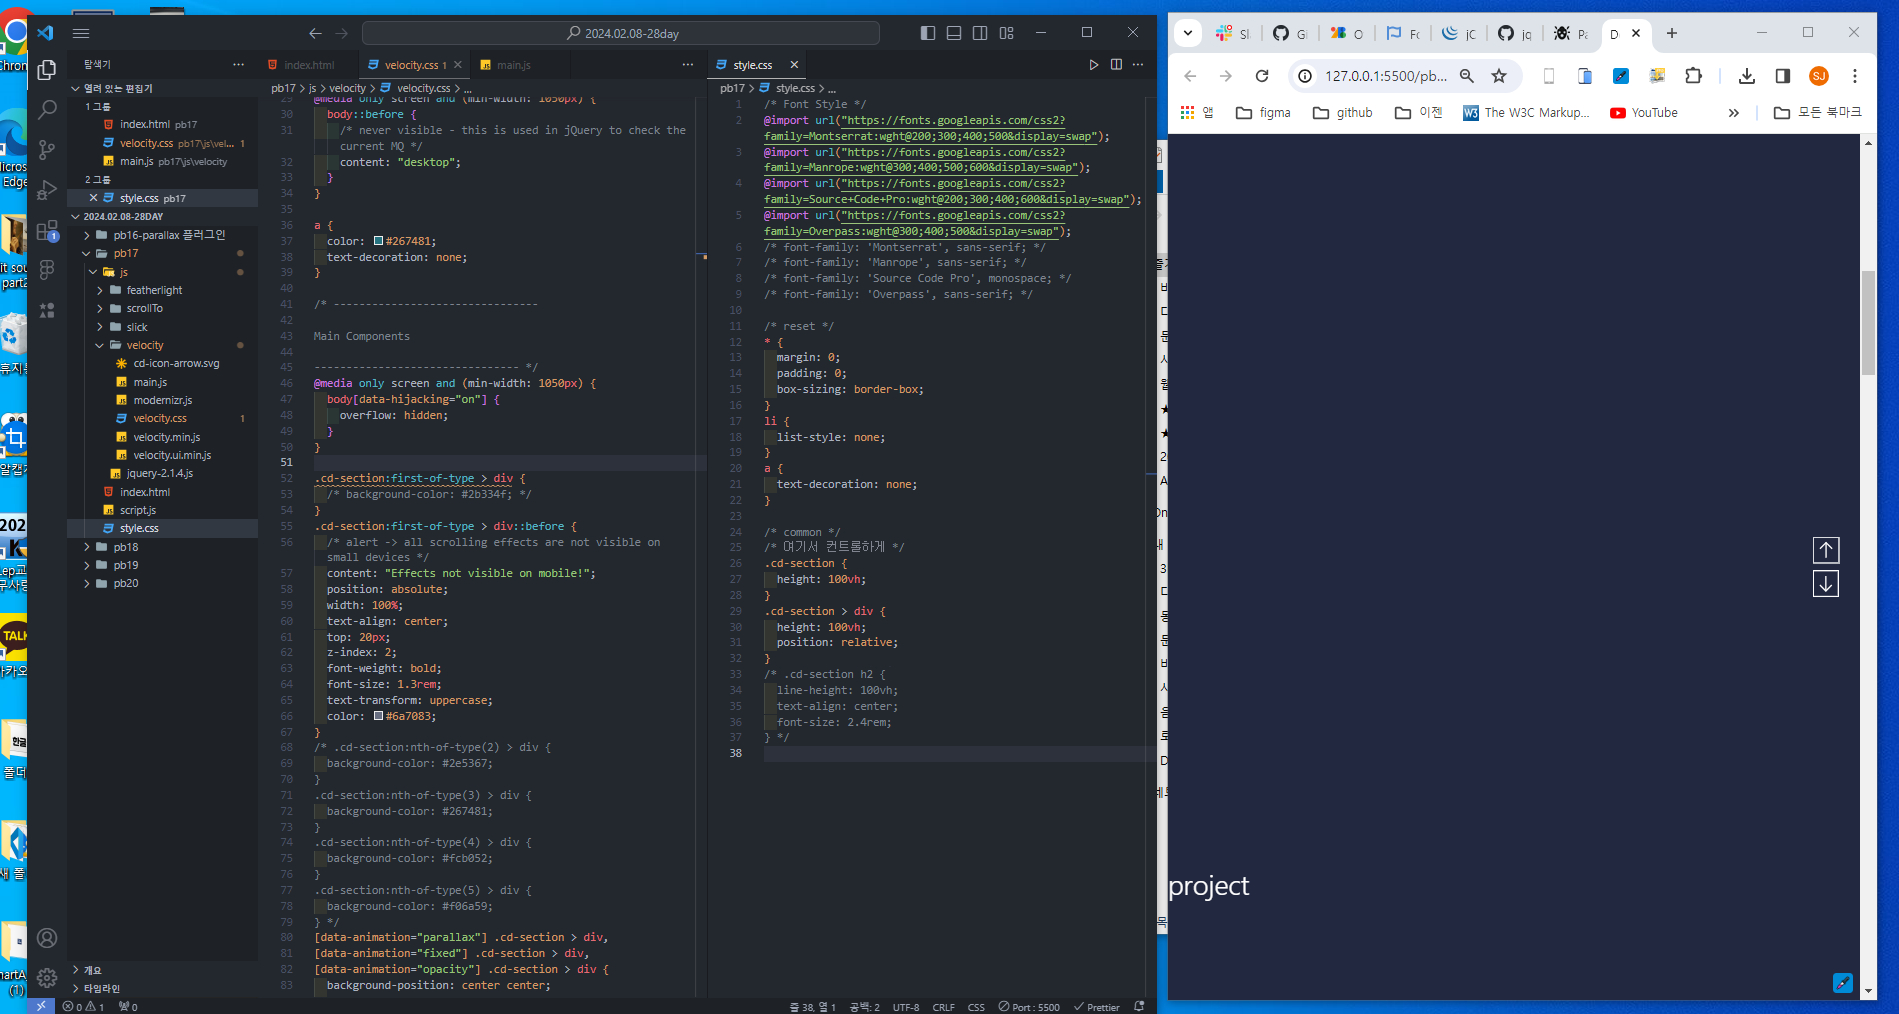 2024.02.08-28day
탐색기
열려 있는 편집기
1 그룹
index.html pb17
velocity.css pb17\js\vel... 1
main.js pb17\js\velocity
2 그룹
style.css pb17
2024.02.08-28DAY
pb16-parallax 플러그인
pb17
js
featherlight
scrollTo
slick
velocity
cd-icon-arrow.svg
main.js
modernizr.js
velocity.css 1
velocity.min.js
velocity.ui.min.js
jquery-2.1.4.js
index.html
script.js
style.css
pb18
pb19
pb20
개요
타임라인
index.html
velocity.css 1
main.js
pb17 > js > velocity > velocity.css > ...
29 @media only screen and (min-width: 1050px) {
30 body::before {
31 /* never visible - this is used in jQuery to check the
current MQ */
32 content: "desktop";
33 }
34 }
35
36 a {
37 color: #267481;
38 text-decoration: none;
39 }
40
41 /* --------------------------------
42
43 Main Components
44
45 -------------------------------- */
46 @media only screen and (min-width: 1050px) {
47 body[data-hijacking="on"] {
48 overflow: hidden;
49 }
50 }
51
52 .cd-section:first-of-type > div {
53 /* background-color: #2b334f; */
54 }
55 .cd-section:first-of-type > div::before {
56 /* alert -> all scrolling effects are not visible on
small devices */
57 content: "Effects not visible on mobile!";
58 position: absolute;
59 width: 100%;
60 text-align: center;
61 top: 20px;
62 z-index: 2;
63 font-weight: bold;
64 font-size: 1.3rem;
65 text-transform: uppercase;
66 color: #6a7083;
67 }
68 /* .cd-section:nth-of-type(2) > div {
69 background-color: #2e5367;
70 }
71 .cd-section:nth-of-type(3) > div {
72 background-color: #267481;
73 }
74 .cd-section:nth-of-type(4) > div {
75 background-color: #fcb052;
76 }
77 .cd-section:nth-of-type(5) > div {
78 background-color: #f06a59;
79 } */
80 [data-animation="parallax"] .cd-section > div,
81 [data-animation="fixed"] .cd-section > div,
82 [data-animation="opacity"] .cd-section > div {
83 background-position: center center;
style.css
pb17 > style.css > ...
1 /* Font Style */
2 @import url("https://fonts.googleapis.com/css2?
family=Montserrat:wght@200;300;400;500&display=swap");
3 @import url("https://fonts.googleapis.com/css2?
family=Manrope:wght@300;400;500;600&display=swap");
4 @import url("https://fonts.googleapis.com/css2?
family=Source+Code+Pro:wght@200;300;400;600&display=swap");
5 @import url("https://fonts.googleapis.com/css2?
family=Overpass:wght@300;400;500&display=swap");
6 /* font-family: 'Montserrat', sans-serif; */
7 /* font-family: 'Manrope', sans-serif; */
8 /* font-family: 'Source Code Pro', monospace; */
9 /* font-family: 'Overpass', sans-serif; */
10
11 /* reset */
12 * {
13 margin: 0;
14 padding: 0;
15 box-sizing: border-box;
16 }
17 li {
18 list-style: none;
19 }
20 a {
21 text-decoration: none;
22 }
23
24 /* common */
25 /* 여기서 컨트롤하게 */
26 .cd-section {
27 height: 100vh;
28 }
29 .cd-section > div {
30 height: 100vh;
31 position: relative;
32 }
33 /* .cd-section h2 {
34 line-height: 100vh;
35 text-align: center;
36 font-size: 2.4rem;
37 } */
38
0 1 0
줄 38, 열 1 공백: 2 UTF-8 CRLF CSS Port : 5500 Prettier
127.0.0.1:5500/pb...
SJ
앱 figma github 이젠 The W3C Markup... YouTube 모든 북마크
project